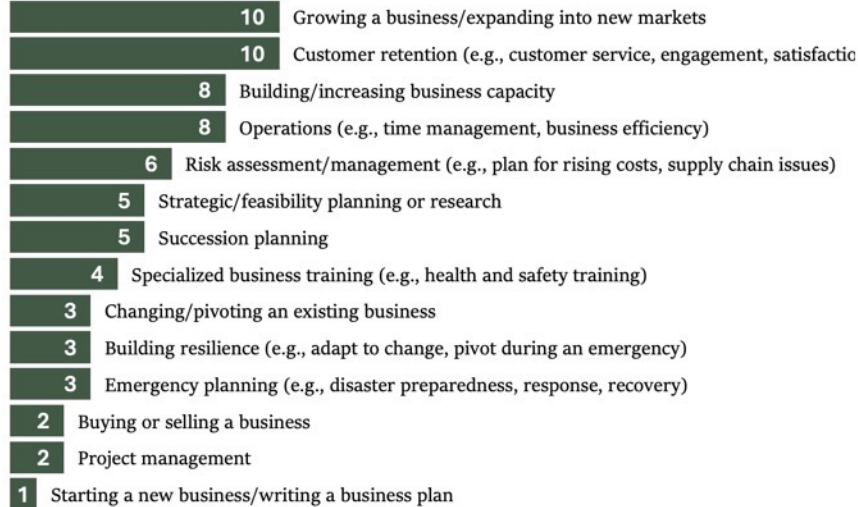 10 Growing a business/expanding into new markets
10 Customer retention (e.g., customer service, engagement, satisfactio
8 Building/increasing business capacity
8 Operations (e.g., time management, business efficiency)
6 Risk assessment/management (e.g., plan for rising costs, supply chain issues)
5 Strategic/feasibility planning or research
5 Succession planning
4 Specialized business training (e.g., health and safety training)
3 Changing/pivoting an existing business
3 Building resilience (e.g., adapt to change, pivot during an emergency)
3 Emergency planning (e.g., disaster preparedness, response, recovery)
2 Buying or selling a business
2 Project management
1 Starting a new business/writing a business plan